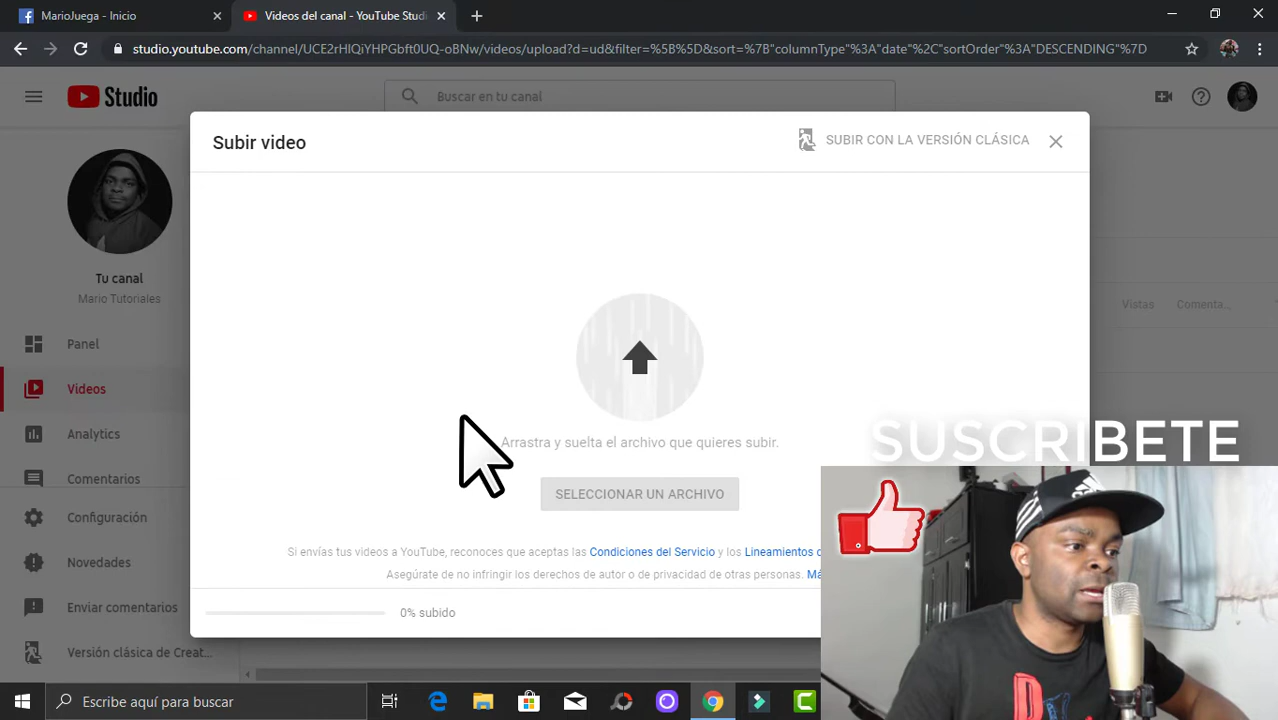 MarioJuega - Inicio
Videos del canal - YouTube Studi
studio.youtube.com/channel/UCE2rHIQiYHPGbft0UQ-oBNw/videos/upload?d=ud&filter=%5B%5D&sort=%7B"columnType"%3A"date"%2C"sortOrder"%3A"DESCENDING"%7D
Studio
Buscar en tu canal
Subir video
SUBIR CON LA VERSIÓN CLÁSICA
Tu canal
Mario Tutoriales
Vistas
Comenta...
Panel
Videos
Analytics
Comentarios
Configuración
Novedades
Enviar comentarios
Versión clásica de Creat...
Arrastra y suelta el archivo que quieres subir.
SELECCIONAR UN ARCHIVO
Si envías tus videos a YouTube, reconoces que aceptas las Condiciones del Servicio y los Lineamientos
Asegúrate de no infringir los derechos de autor o de privacidad de otras personas.
0% subido
SUSCRIBETE
adidas
Escribe aquí para buscar